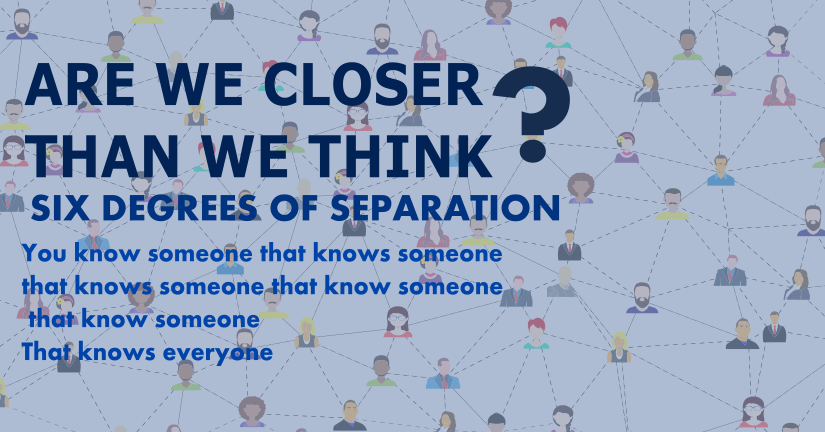 ARE WE CLOSER
THAN WE THINK?
SIX DEGREES OF SEPARATION
You know someone that knows someone
that knows someone that know someone
that know someone
That knows everyone